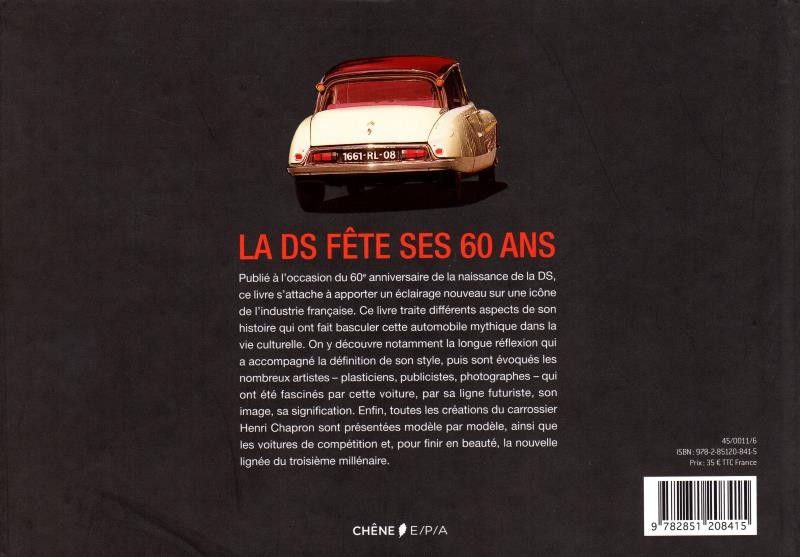 1661-RL-08
LA DS FÊTE SES 60 ANS
Publié à l’occasion du 60e anniversaire de la naissance de la DS,
ce livre s’attache à apporter un éclairage nouveau sur une icône
de l’industrie française. Ce livre traite différents aspects de son
histoire qui ont fait basculer cette automobile mythique dans la
vie culturelle. On y découvre notamment la longue réflexion qui
a accompagné la définition de son style, puis sont évoqués les
nombreux artistes – plasticiens, publicistes, photographes – qui
ont été fascinés par cette voiture, par sa ligne futuriste, son
image, sa signification. Enfin, toutes les créations du carrossier
Henri Chapron sont présentées modèle par modèle, ainsi que
les voitures de compétition et, pour finir en beauté, la nouvelle
lignée du troisième millénaire.
45/0011/6
ISBN : 978-2-85120-841-5
Prix : 35 € TTC France
9 782851 208415
CHÊNE E/P/A